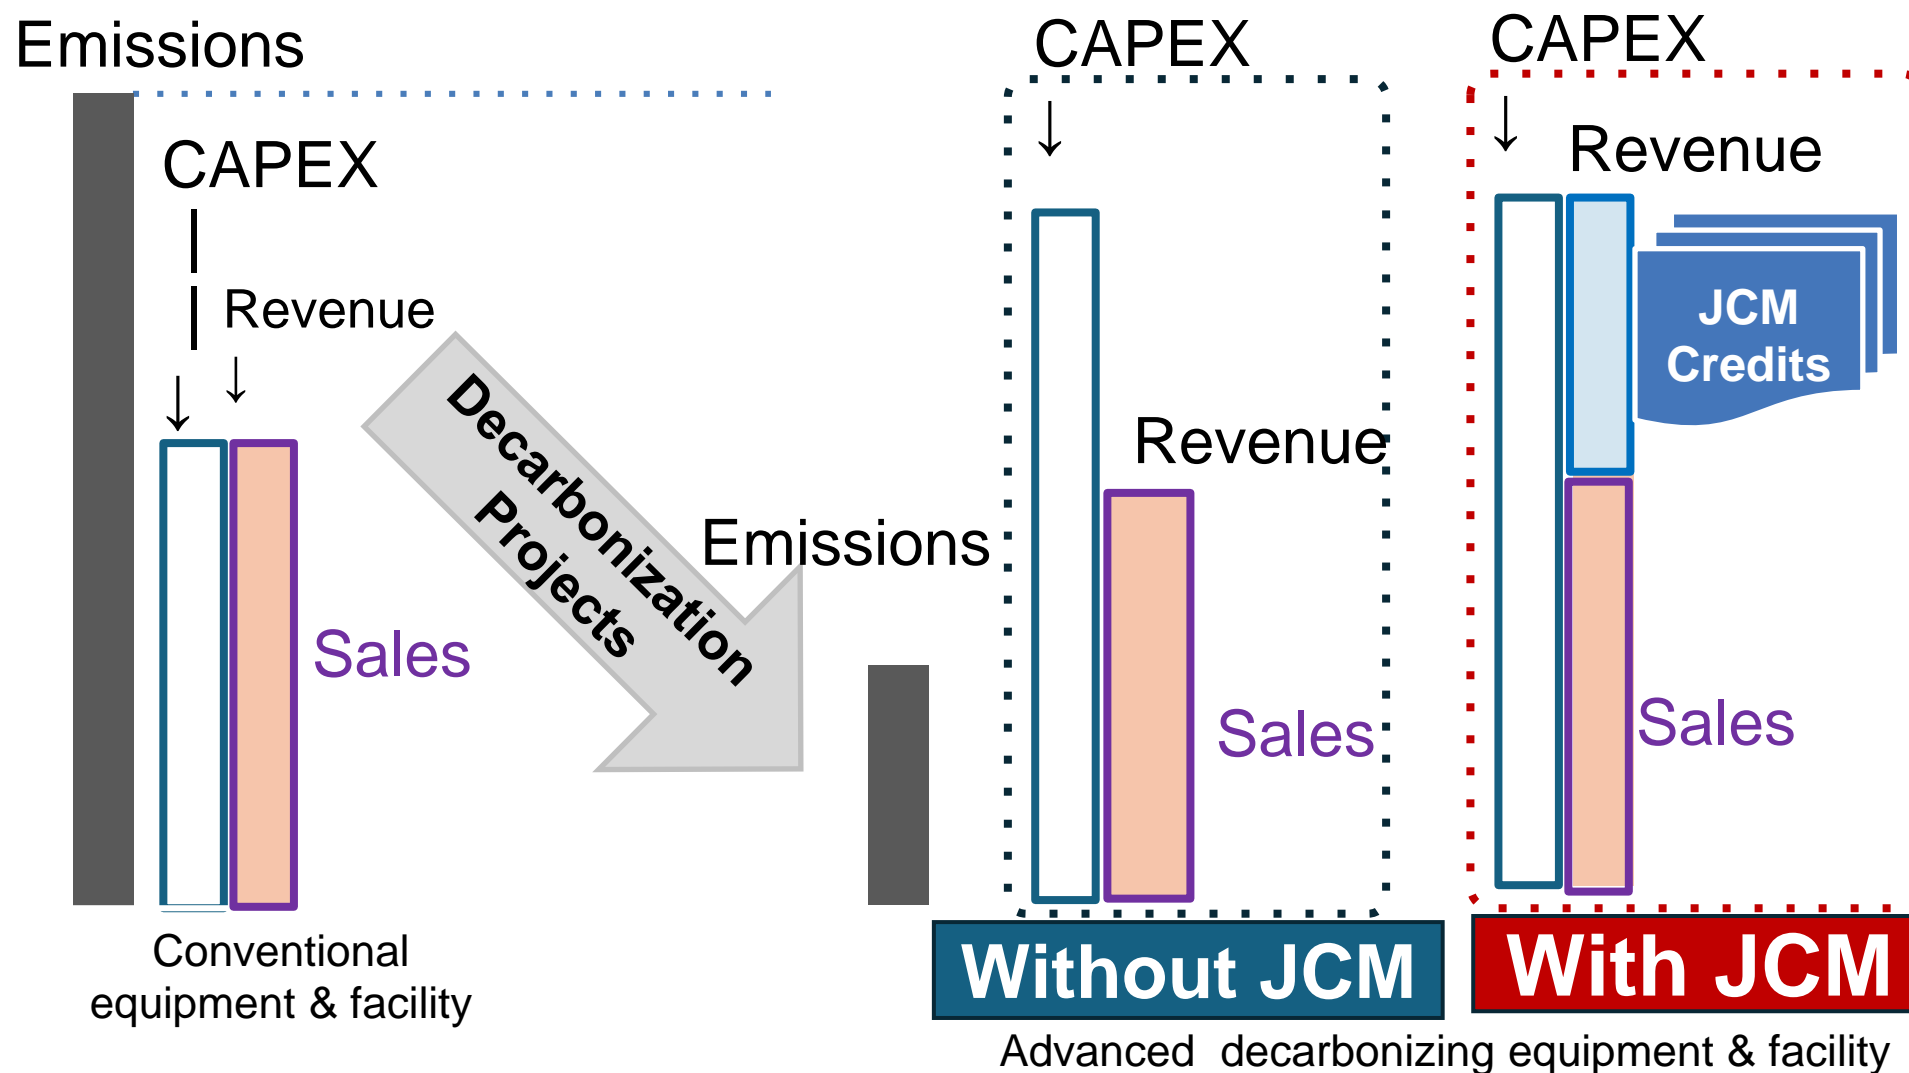 Emissions
CAPEX
Revenue
Sales
Conventional
equipment & facility
Decarbonization
Projects
Emissions
CAPEX
Revenue
Sales
Without JCM
CAPEX
Revenue
JCM
Credits
Sales
With JCM
Advanced decarbonizing equipment & facility